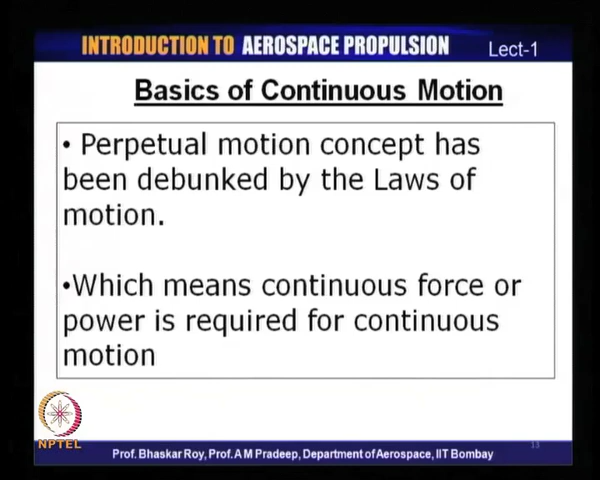 INTRODUCTION TO AEROSPACE PROPULSION Lect-1
Basics of Continuous Motion
• Perpetual motion concept has
been debunked by the Laws of
motion.
•Which means continuous force or
power is required for continuous
motion
NPTEL
13
Prof. Bhaskar Roy, Prof. A M Pradeep, Department of Aerospace, IIT Bombay